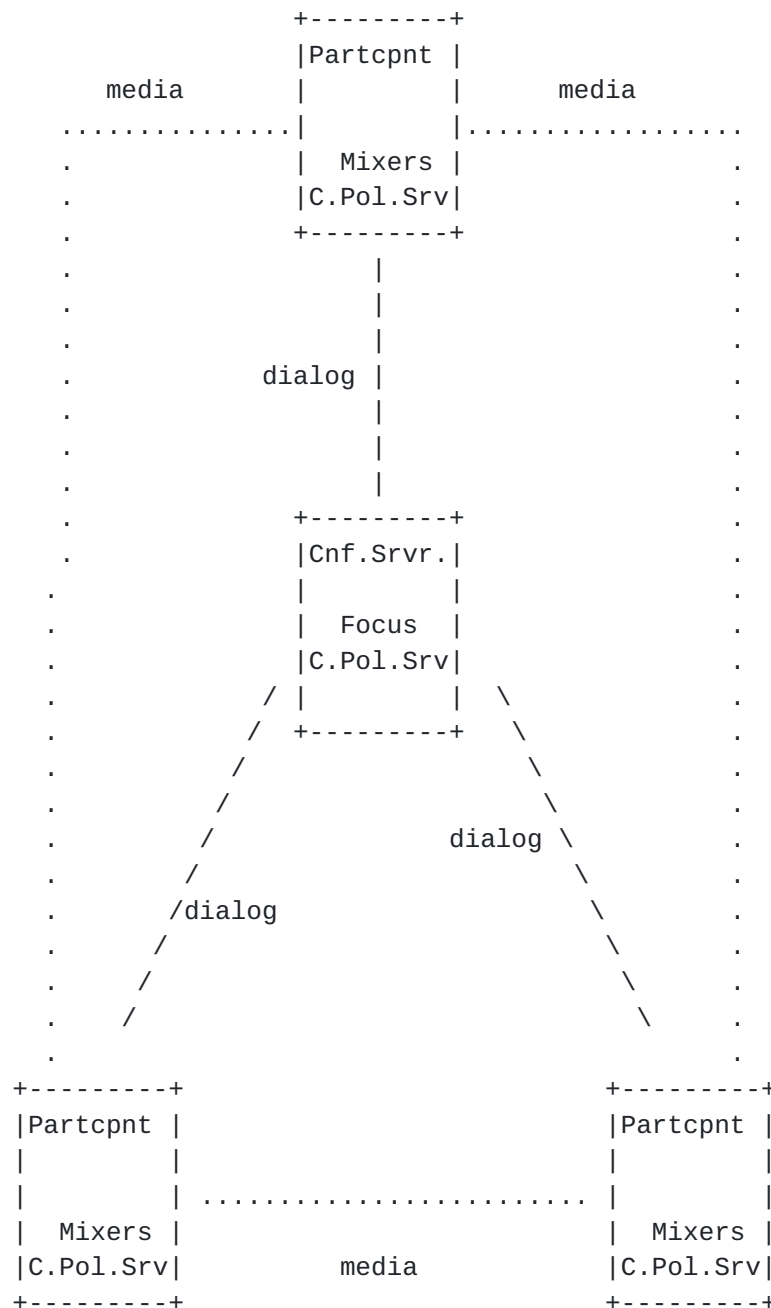 Partcpnt
media media
Mixers
C.Pol.Srv
dialog
Cnf.Srvr.
Focus
C.Pol.Srv
dialog
dialog
Partcpnt Partcpnt
Mixers Mixers
C.Pol.Srv media C.Pol.Srv